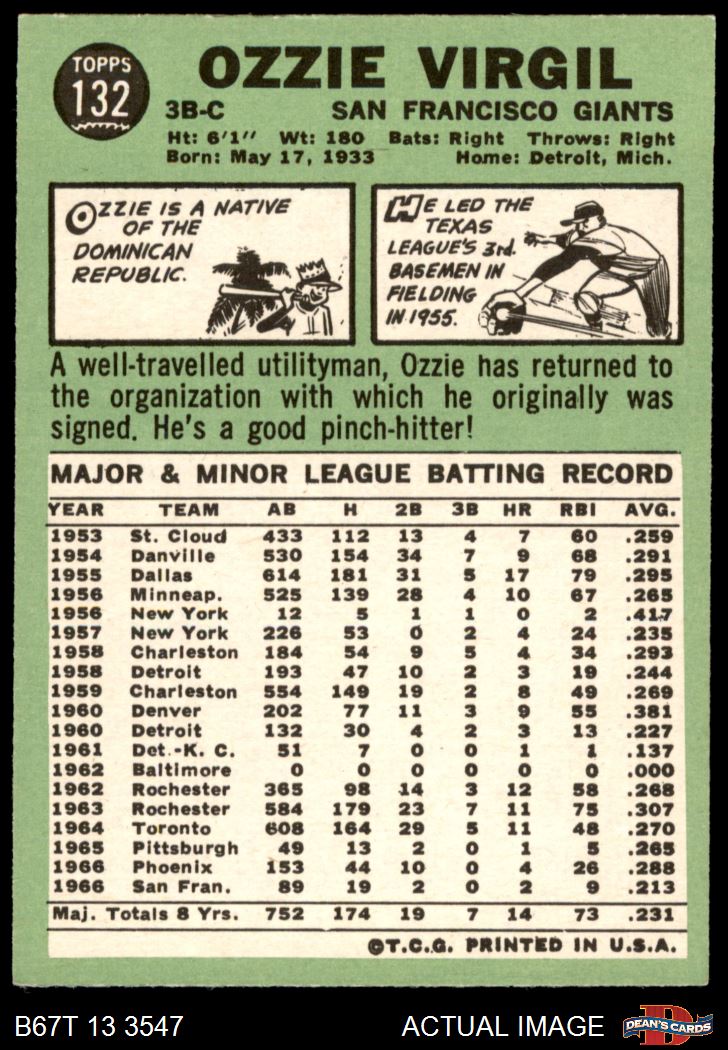 TOPPS
132
OZZIE VIRGIL
3B-C SAN FRANCISCO GIANTS
Ht: 6'1" Wt: 180 Bats: Right Throws: Right
Born: May 17, 1933 Home: Detroit, Mich.
OZZIE IS A NATIVE
OF THE
DOMINICAN
REPUBLIC.
HE LED THE
TEXAS
LEAGUE'S 3rd.
BASEMEN IN
FIELDING
IN 1955.
A well-travelled utilityman, Ozzie has returned to
the organization with which he originally was
signed. He's a good pinch-hitter!
MAJOR & MINOR LEAGUE BATTING RECORD
YEAR TEAM AB H 2B 3B HR RBI AVG.
1953 St. Cloud 433 112 13 4 7 60 .259
1954 Danville 530 154 34 7 9 68 .291
1955 Dallas 614 181 31 5 17 79 .295
1956 Minneap. 525 139 28 4 10 67 .265
1956 New York 12 5 1 1 0 2 .417
1957 New York 226 53 0 2 4 24 .235
1958 Charleston 184 54 9 5 4 34 .293
1958 Detroit 193 47 10 2 3 19 .244
1959 Charleston 554 149 19 2 8 49 .269
1960 Denver 202 77 11 3 9 55 .381
1960 Detroit 132 30 4 2 3 13 .227
1961 Det.-K. C. 51 7 0 0 1 1 .137
1962 Baltimore 0 0 0 0 0 0 .000
1962 Rochester 365 98 14 3 12 58 .268
1963 Rochester 584 179 23 7 11 75 .307
1964 Toronto 608 164 29 5 11 48 .270
1965 Pittsburgh 49 13 2 0 1 5 .265
1966 Phoenix 153 44 10 0 4 26 .288
1966 San Fran. 89 19 2 0 2 9 .213
Maj. Totals 8 Yrs. 752 174 19 7 14 73 .231
©T.C.G. PRINTED IN U.S.A.
B67T 13 3547 ACTUAL IMAGE
D
DEAN'S CARDS